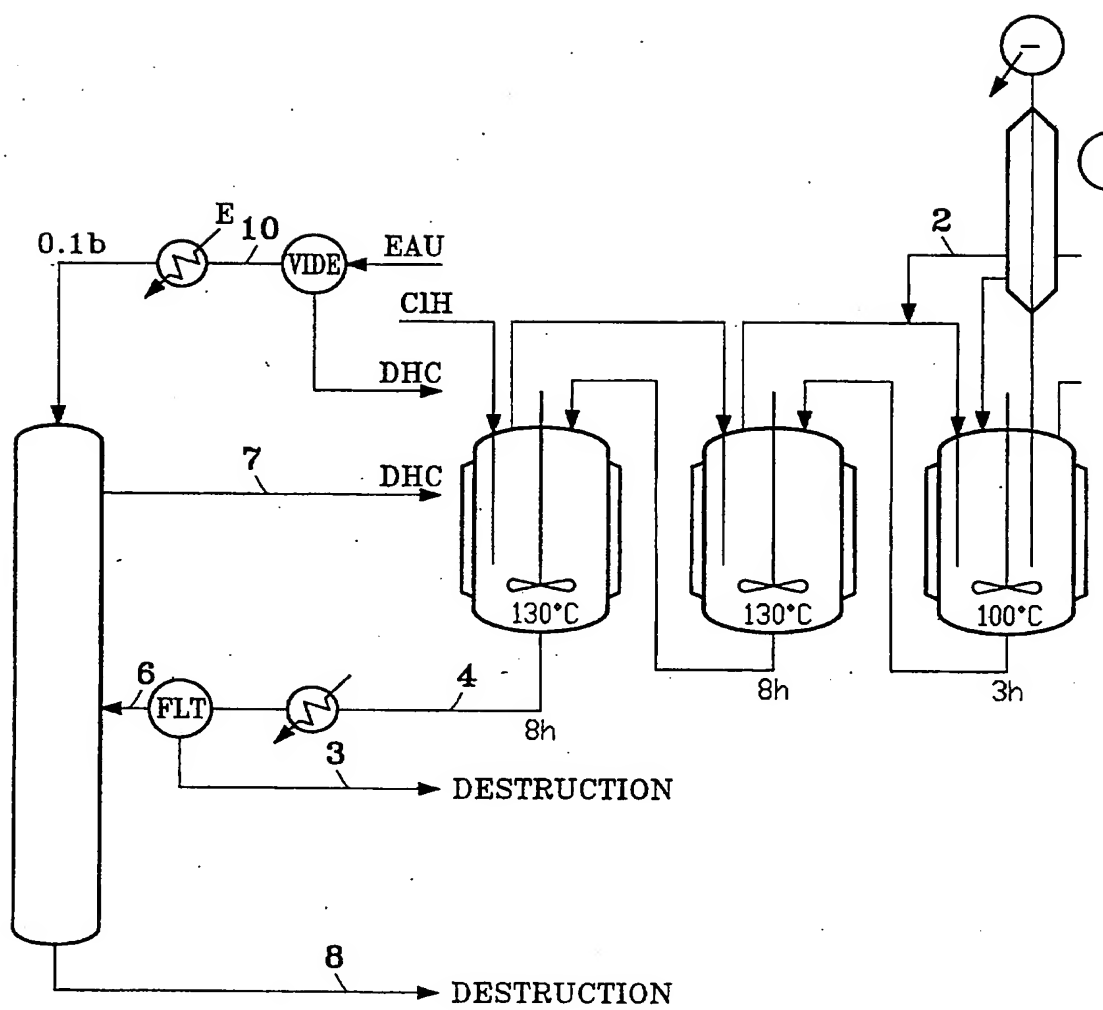 2
E
10
0.1b
VIDE
EAU
C1H
DHC
7
DHC
130°C
130°C
100°C
6
FLT
4
8h
8h
3h
3
DESTRUCTION
8
DESTRUCTION